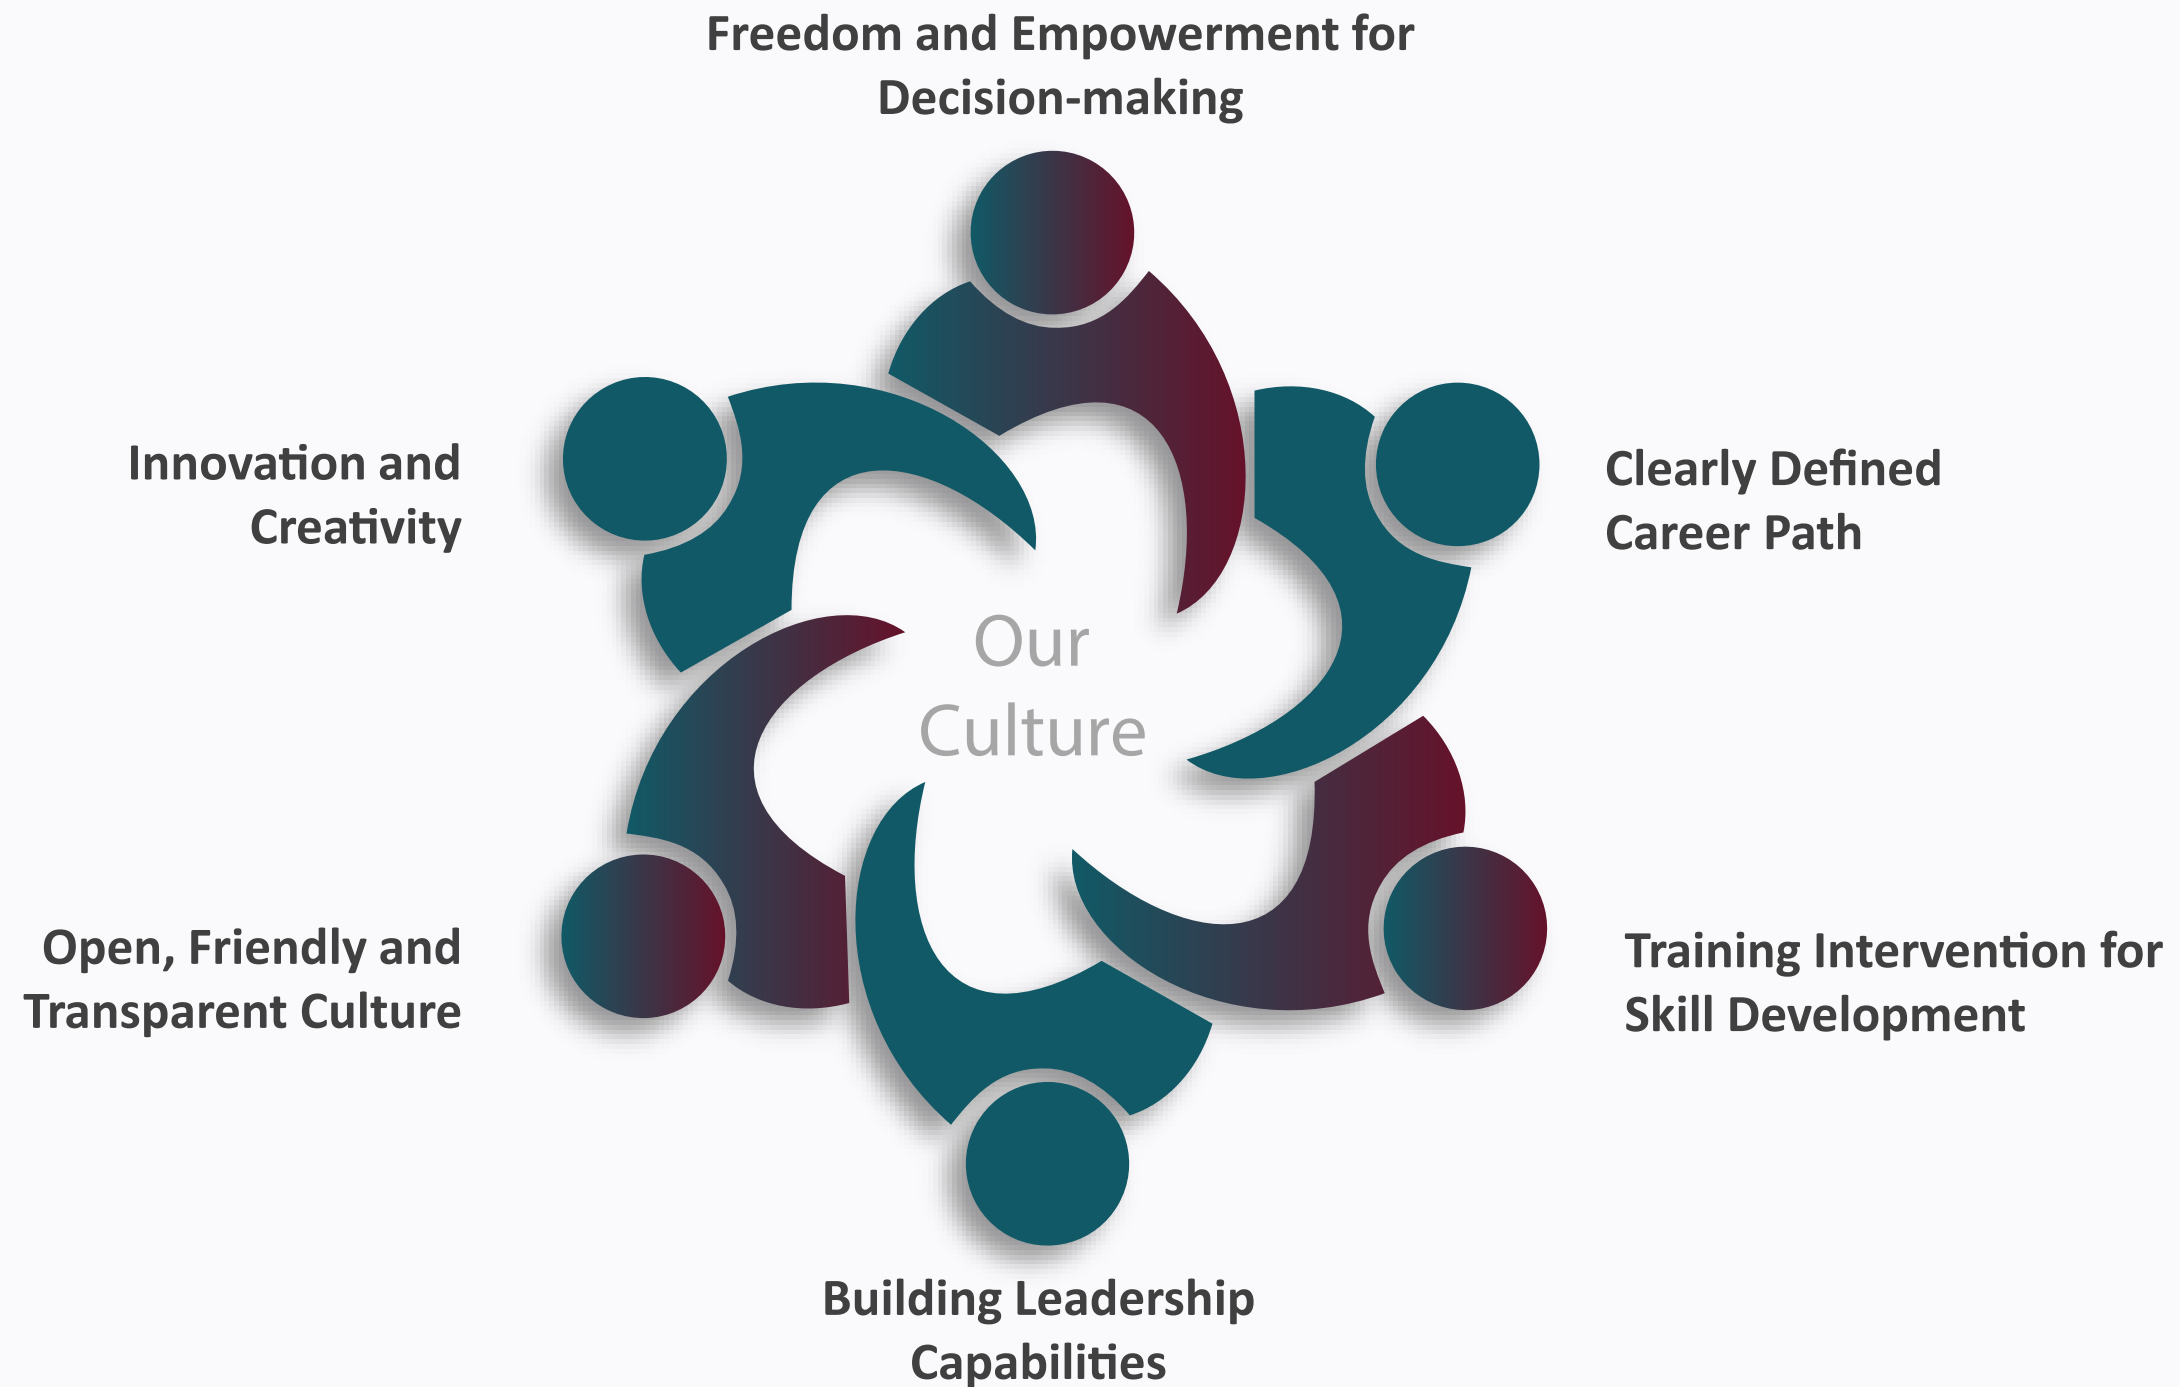 Freedom and Empowerment for
Decision-making
Innovation and
Creativity
Clearly Defined
Career Path
Our
Culture
Open, Friendly and
Transparent Culture
Training Intervention for
Skill Development
Building Leadership
Capabilities